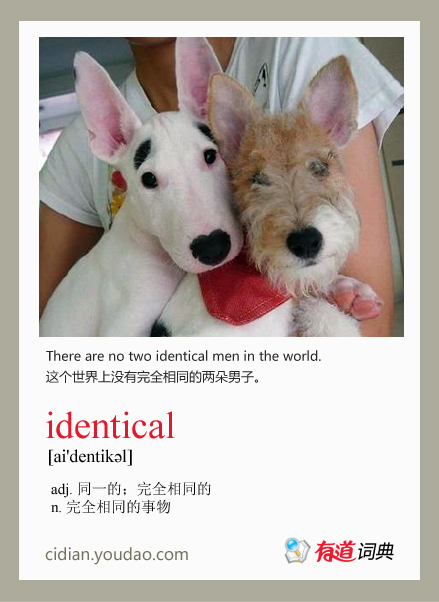 There are no two identical men in the world.
这个世界上没有完全相同的两朵男子。
identical
[ai'dentikəl]
adj. 同一的；完全相同的
n. 完全相同的事物
cidian.youdao.com
有道词典